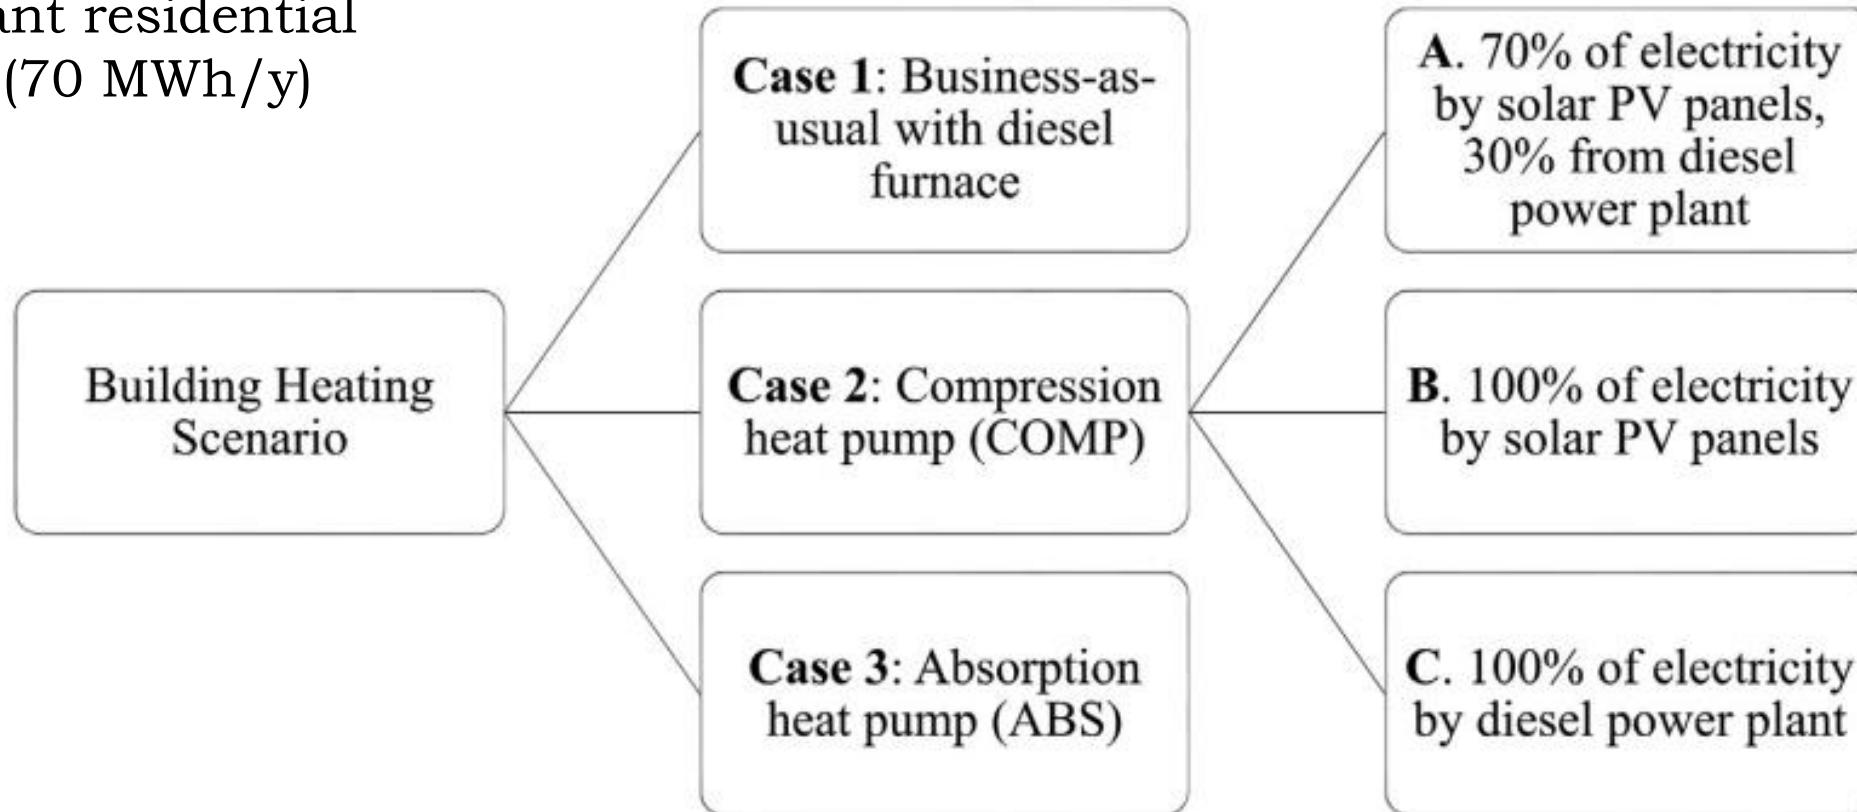 ant residential
(70 MWh/y)
Building Heating
Scenario
Case 1: Business-as-
usual with diesel
furnace
Case 2: Compression
heat pump (COMP)
Case 3: Absorption
heat pump (ABS)
A. 70% of electricity
by solar PV panels,
30% from diesel
power plant
B. 100% of electricity
by solar PV panels
C. 100% of electricity
by diesel power plant